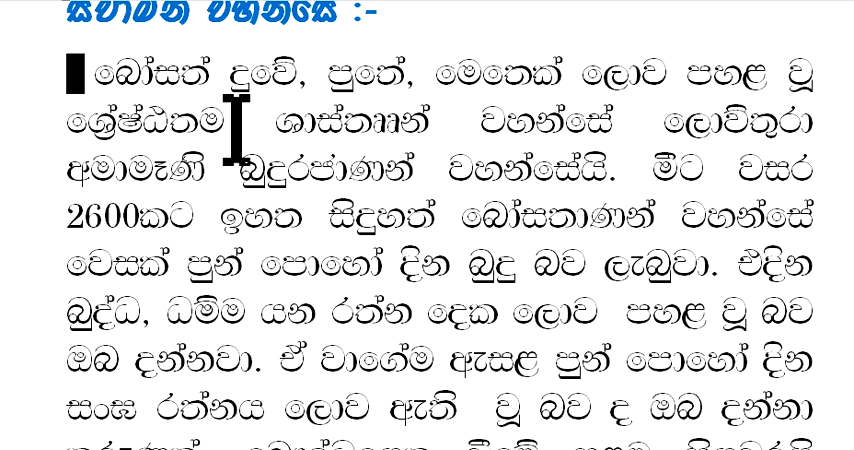 ස්වාමීන් වහන්සේ :-
බෝසත් දුවේ, පුතේ, මෙතෙක් ලොව පහළ වූ
ශ්‍රේෂ්ඨතම ශාස්තෲන් වහන්සේ ලොව්තුරා
අමාමෑණි බුදුරජාණන් වහන්සේයි. මීට වසර
2600කට ඉහත සිදුහත් බෝසතාණන් වහන්සේ
වෙසක් පුන් පොහෝ දින බුදු බව ලැබුවා. එදින
බුද්ධ, ධම්ම යන රත්න දෙක ලොව පහළ වූ බව
ඔබ දන්නවා. ඒ වාගේම ඇසළ පුන් පොහෝ දින
සංඝ රත්නය ලොව ඇති වූ බව ද ඔබ දන්නා